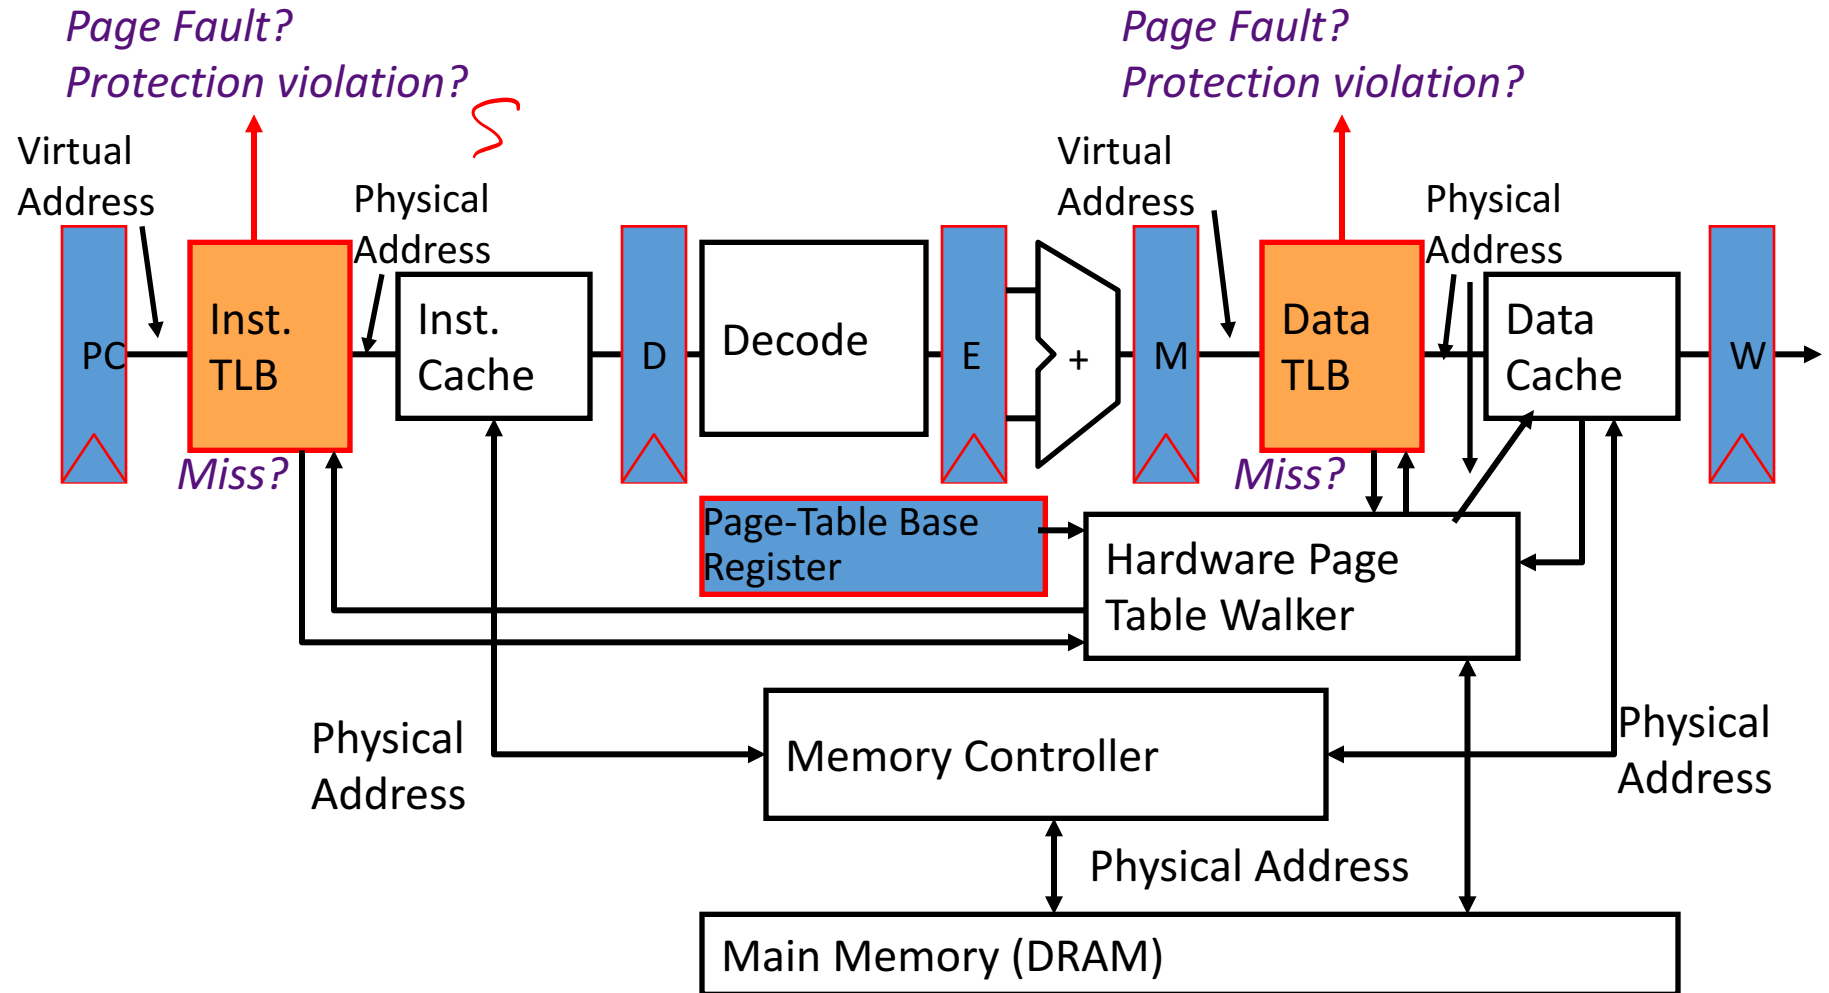 Page Fault?
Protection violation?
Page Fault?
Protection violation?
Virtual
Address
Physical
Address
Virtual
Address
Physical
Address
PC
Inst.
TLB
Inst.
Cache
D
Decode
E
+
M
Data
TLB
Data
Cache
W
Miss?
Miss?
Page-Table Base
Register
Hardware Page
Table Walker
Physical
Address
Memory Controller
Physical
Address
Physical Address
Main Memory (DRAM)